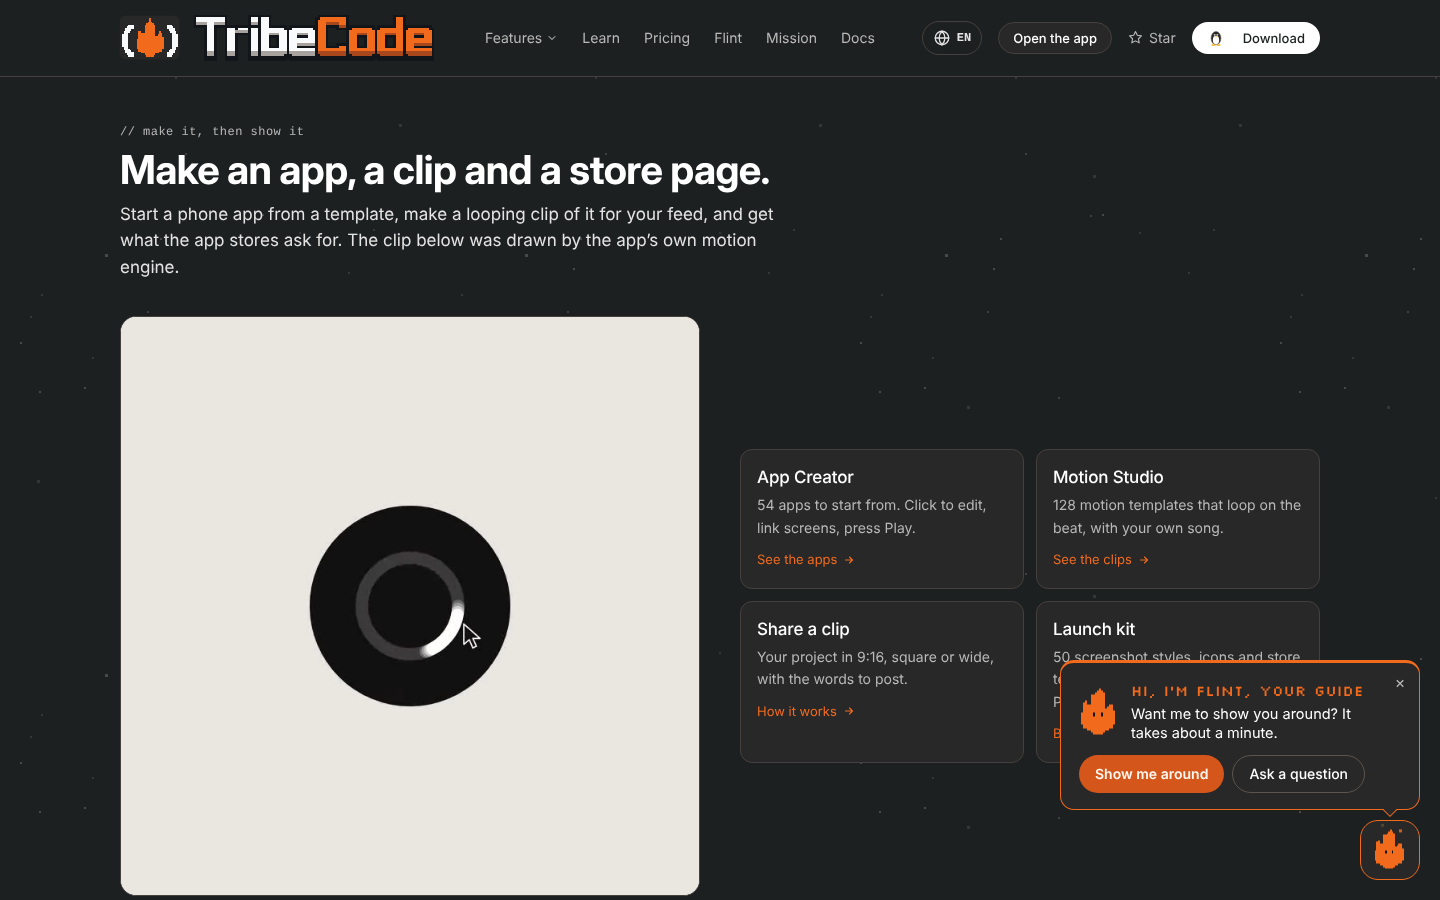 TribeCode
Features
Learn
Pricing
Flint
Mission
Docs
EN
Open the app
Star
Download
// make it, then show it
Make an app, a clip and a store page.
Start a phone app from a template, make a looping clip of it for your feed, and get
what the app stores ask for. The clip below was drawn by the app’s own motion
engine.
App Creator
54 apps to start from. Click to edit,
link screens, press Play.
See the apps →
Motion Studio
128 motion templates that loop on the
beat, with your own song.
See the clips →
Share a clip
Your project in 9:16, square or wide,
with the words to post.
How it works →
Launch kit
50 screenshot styles, icons and store
HI, I'M FLINT, YOUR GUIDE
×
Want me to show you around? It
takes about a minute.
Show me around
Ask a question